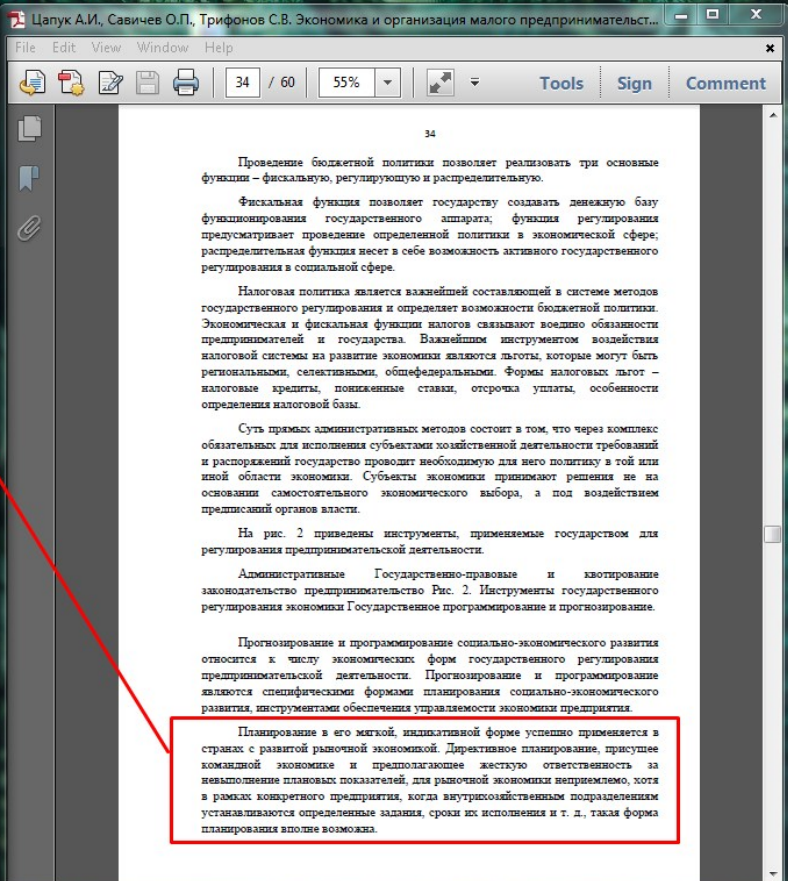 Цапук А.И., Савичев О.П., Трифонов С.В. Экономика и организация малого предпринимательст...
File Edit View Window Help
34 / 60 55% Tools Sign Comment
34
Проведение бюджетной политики позволяет реализовать три основные
функции – фискальную, регулирующую и распределительную.
Фискальная функция позволяет государству создавать денежную базу
функционирования государственного аппарата; функция регулирования
предусматривает проведение определенной политики в экономической сфере;
распределительная функция несет в себе возможность активного государственного
регулирования в социальной сфере.
Налоговая политика является важнейшей составляющей в системе методов
государственного регулирования и определяет возможности бюджетной политики.
Экономическая и фискальная функции налогов связывают воедино обязанности
предпринимателей и государства. Важнейшим инструментом воздействия
налоговой системы на развитие экономики являются льготы, которые могут быть
региональными, селективными, общефедеральными. Формы налоговых льгот –
налоговые кредиты, пониженные ставки, отсрочка уплаты, особенности
определения налоговой базы.
Суть прямых административных методов состоит в том, что через комплекс
обязательных для исполнения субъектами хозяйственной деятельности требований
и распоряжений государство проводит необходимую для него политику в той или
иной области экономики. Субъекты экономики принимают решения не на
основании самостоятельного экономического выбора, а под воздействием
предписаний органов власти.
На рис. 2 приведены инструменты, применяемые государством для
регулирования предпринимательской деятельности.
Административные Государственно-правовые и квотирование
законодательство предпринимательство Рис. 2. Инструменты государственного
регулирования экономики Государственное программирование и прогнозирование.
Прогнозирование и программирование социально-экономического развития
относится к числу экономических форм государственного регулирования
предпринимательской деятельности. Прогнозирование и программирование
являются специфическими формами планирования социально-экономического
развития, инструментами обеспечения управляемости экономики предприятия.
Планирование в его мягкой, индикативной форме успешно применяется в
странах с развитой рыночной экономикой. Директивное планирование, присущее
командной экономике и предполагающее жесткую ответственность за
невыполнение плановых показателей, для рыночной экономики неприемлемо, хотя
в рамках конкретного предприятия, когда внутрихозяйственным подразделениям
устанавливаются определенные задания, сроки их исполнения и т. д., такая форма
планирования вполне возможна.